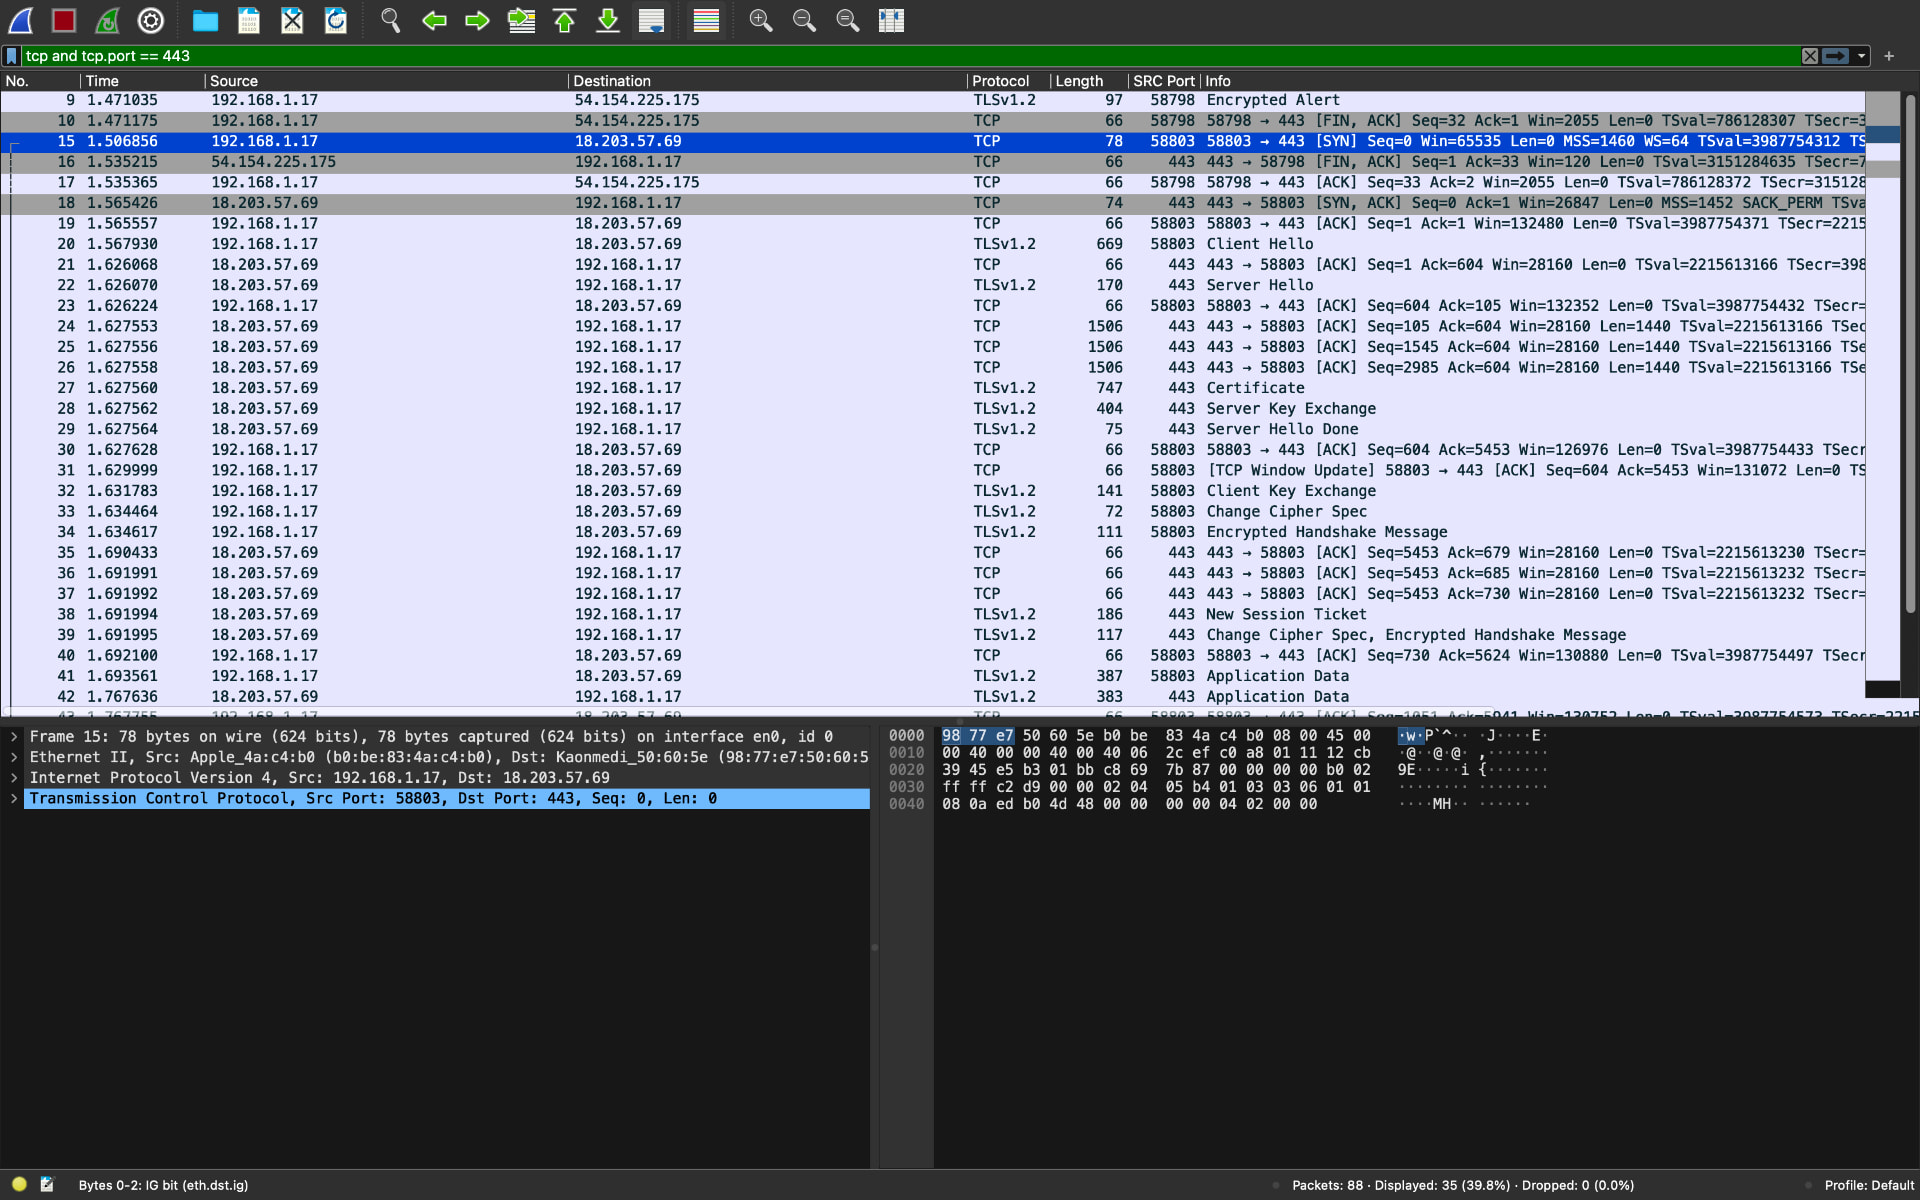 tcp and tcp.port == 443
No. Time Source Destination Protocol Length SRC Port Info
9 1.471035 192.168.1.17 54.154.225.175 TLSv1.2 97 58798 Encrypted Alert
10 1.471175 192.168.1.17 54.154.225.175 TCP 66 58798 58798 → 443 [FIN, ACK] Seq=32 Ack=1 Win=2055 Len=0 TSval=786128307 TSecr=3
15 1.506856 192.168.1.17 18.203.57.69 TCP 78 58803 58803 → 443 [SYN] Seq=0 Win=65535 Len=0 MSS=1460 WS=64 TSval=3987754312 TS
16 1.535215 54.154.225.175 192.168.1.17 TCP 66 443 443 → 58798 [FIN, ACK] Seq=1 Ack=33 Win=120 Len=0 TSval=3151284635 TSecr=7
17 1.535365 192.168.1.17 54.154.225.175 TCP 66 58798 58798 → 443 [ACK] Seq=33 Ack=2 Win=2055 Len=0 TSval=786128372 TSecr=315128
18 1.565426 18.203.57.69 192.168.1.17 TCP 74 443 443 → 58803 [SYN, ACK] Seq=0 Ack=1 Win=26847 Len=0 MSS=1452 SACK_PERM TSva
19 1.565557 192.168.1.17 18.203.57.69 TCP 66 58803 58803 → 443 [ACK] Seq=1 Ack=1 Win=132480 Len=0 TSval=3987754371 TSecr=2215
20 1.567930 192.168.1.17 18.203.57.69 TLSv1.2 669 58803 Client Hello
21 1.626068 18.203.57.69 192.168.1.17 TCP 66 443 443 → 58803 [ACK] Seq=1 Ack=604 Win=28160 Len=0 TSval=2215613166 TSecr=398
22 1.626070 18.203.57.69 192.168.1.17 TLSv1.2 170 443 Server Hello
23 1.626224 192.168.1.17 18.203.57.69 TCP 66 58803 58803 → 443 [ACK] Seq=604 Ack=105 Win=132352 Len=0 TSval=3987754432 TSecr=
24 1.627553 18.203.57.69 192.168.1.17 TCP 1506 443 443 → 58803 [ACK] Seq=105 Ack=604 Win=28160 Len=1440 TSval=2215613166 TSec
25 1.627556 18.203.57.69 192.168.1.17 TCP 1506 443 443 → 58803 [ACK] Seq=1545 Ack=604 Win=28160 Len=1440 TSval=2215613166 TSe
26 1.627558 18.203.57.69 192.168.1.17 TCP 1506 443 443 → 58803 [ACK] Seq=2985 Ack=604 Win=28160 Len=1440 TSval=2215613166 TSe
27 1.627560 18.203.57.69 192.168.1.17 TLSv1.2 747 443 Certificate
28 1.627562 18.203.57.69 192.168.1.17 TLSv1.2 404 443 Server Key Exchange
29 1.627564 18.203.57.69 192.168.1.17 TLSv1.2 75 443 Server Hello Done
30 1.627628 192.168.1.17 18.203.57.69 TCP 66 58803 58803 → 443 [ACK] Seq=604 Ack=5453 Win=126976 Len=0 TSval=3987754433 TSecr
31 1.629999 192.168.1.17 18.203.57.69 TCP 66 58803 [TCP Window Update] 58803 → 443 [ACK] Seq=604 Ack=5453 Win=131072 Len=0 TS
32 1.631783 192.168.1.17 18.203.57.69 TLSv1.2 141 58803 Client Key Exchange
33 1.634464 192.168.1.17 18.203.57.69 TLSv1.2 72 58803 Change Cipher Spec
34 1.634617 192.168.1.17 18.203.57.69 TLSv1.2 111 58803 Encrypted Handshake Message
35 1.690433 18.203.57.69 192.168.1.17 TCP 66 443 443 → 58803 [ACK] Seq=5453 Ack=679 Win=28160 Len=0 TSval=2215613230 TSecr=
36 1.691991 18.203.57.69 192.168.1.17 TCP 66 443 443 → 58803 [ACK] Seq=5453 Ack=685 Win=28160 Len=0 TSval=2215613232 TSecr=
37 1.691992 18.203.57.69 192.168.1.17 TCP 66 443 443 → 58803 [ACK] Seq=5453 Ack=730 Win=28160 Len=0 TSval=2215613232 TSecr=
38 1.691994 18.203.57.69 192.168.1.17 TLSv1.2 186 443 New Session Ticket
39 1.691995 18.203.57.69 192.168.1.17 TLSv1.2 117 443 Change Cipher Spec, Encrypted Handshake Message
40 1.692100 192.168.1.17 18.203.57.69 TCP 66 58803 58803 → 443 [ACK] Seq=730 Ack=5624 Win=130880 Len=0 TSval=3987754497 TSecr
41 1.693561 192.168.1.17 18.203.57.69 TLSv1.2 387 58803 Application Data
42 1.767636 18.203.57.69 192.168.1.17 TLSv1.2 383 443 Application Data
43 1.767755 192.168.1.17 18.203.57.69 TCP 66 58803 58803 → 443 [ACK] Seq=1051 Ack=5941 Win=130752 Len=0 TSval=3987754573 TSecr=2215
Frame 15: 78 bytes on wire (624 bits), 78 bytes captured (624 bits) on interface en0, id 0
Ethernet II, Src: Apple_4a:c4:b0 (b0:be:83:4a:c4:b0), Dst: Kaonmedi_50:60:5e (98:77:e7:50:60:5
Internet Protocol Version 4, Src: 192.168.1.17, Dst: 18.203.57.69
Transmission Control Protocol, Src Port: 58803, Dst Port: 443, Seq: 0, Len: 0
0000 98 77 e7 50 60 5e b0 be 83 4a c4 b0 08 00 45 00 ·w·P`^·· ·J····E·
0010 00 40 00 00 40 00 40 06 2c ef c0 a8 01 11 12 cb ·@··@·@· ,·······
0020 39 45 e5 b3 01 bb c8 69 7b 87 00 00 00 00 b0 02 9E·····i {·······
0030 ff ff c2 d9 00 00 02 04 05 b4 01 03 03 06 01 01 ········ ········
0040 08 0a ed b0 4d 48 00 00 00 00 04 02 00 00 ····MH·· ······
Bytes 0-2: IG bit (eth.dst.ig) Packets: 88 · Displayed: 35 (39.8%) · Dropped: 0 (0.0%) Profile: Default